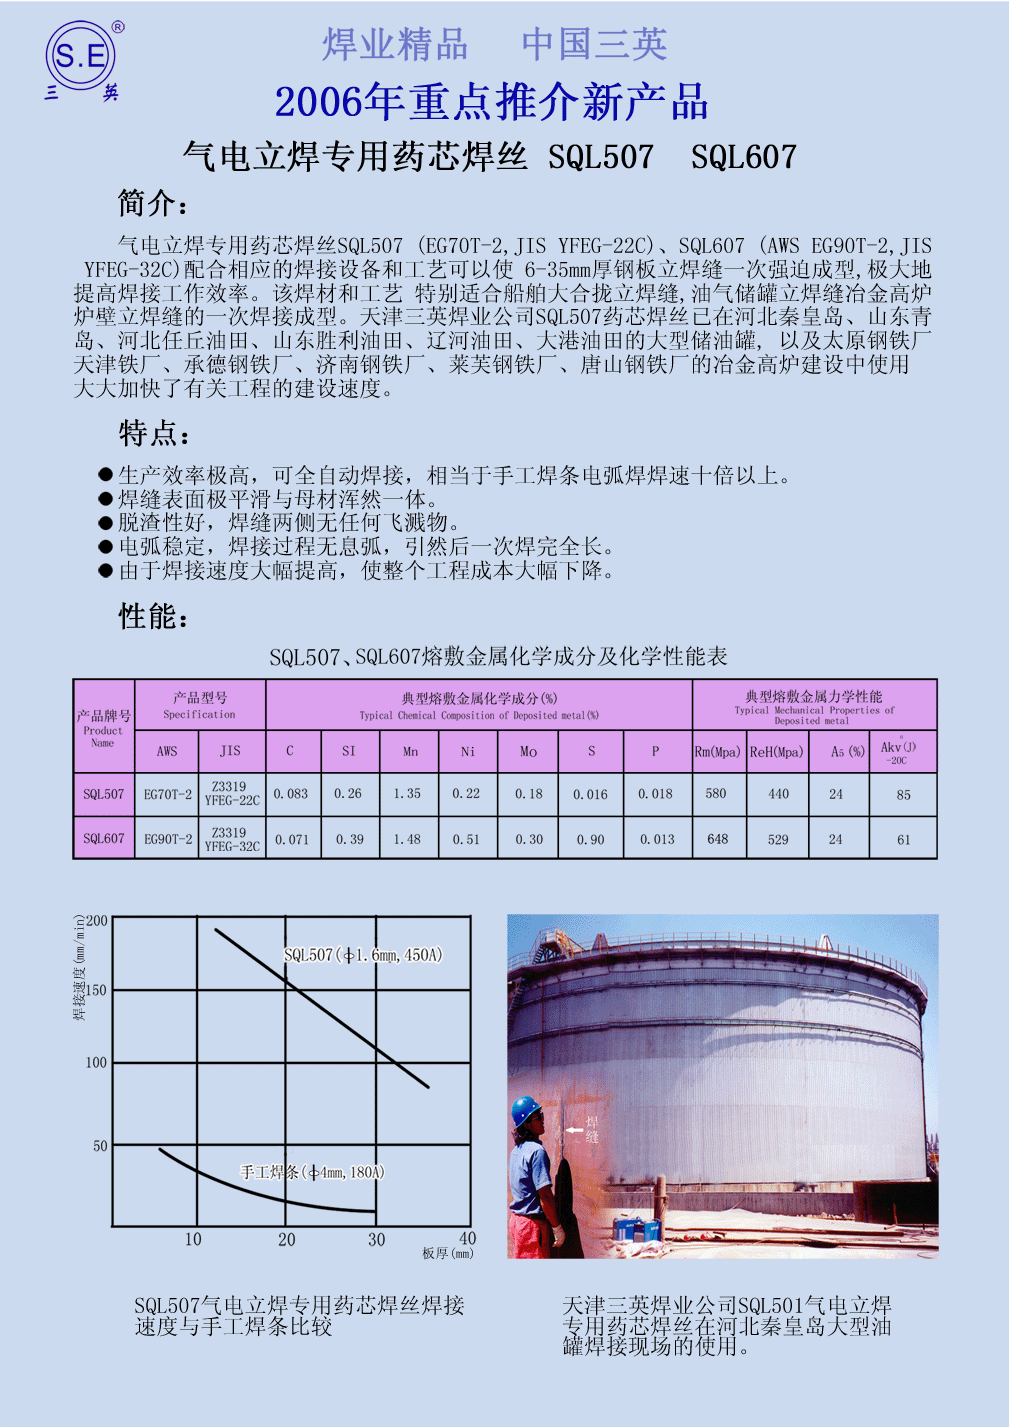 S.E ®
三 英
焊业精品 中国三英
2006年重点推介新产品
气电立焊专用药芯焊丝 SQL507 SQL607
简介：
气电立焊专用药芯焊丝SQL507 (EG70T-2,JIS YFEG-22C)、SQL607 (AWS EG90T-2,JIS
YFEG-32C)配合相应的焊接设备和工艺可以使 6-35mm厚钢板立焊缝一次强迫成型,极大地
提高焊接工作效率。该焊材和工艺 特别适合船舶大合拢立焊缝,油气储罐立焊缝冶金高炉
炉壁立焊缝的一次焊接成型。天津三英焊业公司SQL507药芯焊丝已在河北秦皇岛、山东青
岛、河北任丘油田、山东胜利油田、辽河油田、大港油田的大型储油罐, 以及太原钢铁厂
天津铁厂、承德钢铁厂、济南钢铁厂、莱芙钢铁厂、唐山钢铁厂的冶金高炉建设中使用
大大加快了有关工程的建设速度。
特点：
●生产效率极高，可全自动焊接，相当于手工焊条电弧焊焊速十倍以上。
●焊缝表面极平滑与母材浑然一体。
●脱渣性好，焊缝两侧无任何飞溅物。
●电弧稳定，焊接过程无息弧，引然后一次焊完全长。
●由于焊接速度大幅提高，使整个工程成本大幅下降。
性能：
SQL507、SQL607熔敷金属化学成分及化学性能表
产品牌号 Product Name
产品型号 Specification
典型熔敷金属化学成分(%) Typical Chemical Composition of Deposited metal(%)
典型熔敷金属力学性能 Typical Mechanical Properties of Deposited metal
AWS JIS C SI Mn Ni Mo S P Rm(Mpa) ReH(Mpa) A5 (%) Akv(J) -20C
SQL507 EG70T-2 Z3319 YFEG-22C 0.083 0.26 1.35 0.22 0.18 0.016 0.018 580 440 24 85
SQL607 EG90T-2 Z3319 YFEG-32C 0.071 0.39 1.48 0.51 0.30 0.90 0.013 648 529 24 61
焊接速度(mm/min)
200
150
100
50
SQL507(ф1.6mm,450A)
手工焊条(ф4mm,180A)
10 20 30 40
板厚(mm)
焊缝
SQL507气电立焊专用药芯焊丝焊接
速度与手工焊条比较
天津三英焊业公司SQL501气电立焊
专用药芯焊丝在河北秦皇岛大型油
罐焊接现场的使用。